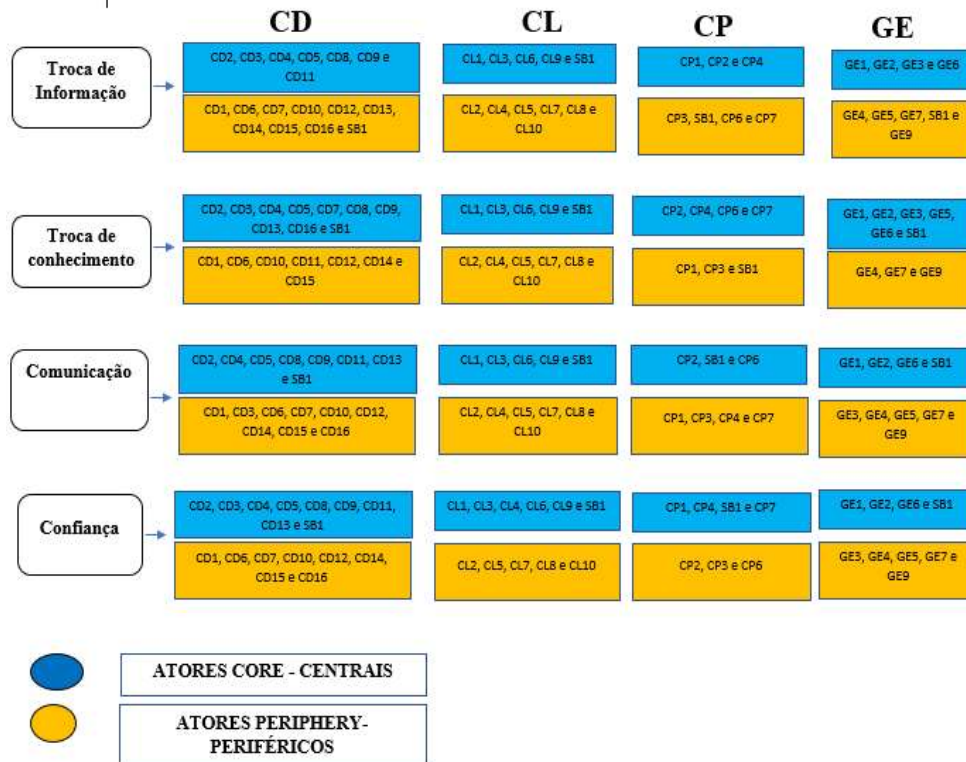 CD
CL
CP
GE
Troca de
Informação
CD2, CD3, CD4, CD5, CD8, CD9 e
CD11
CL1, CL3, CL6, CL9 e SB1
CP1, CP2 e CP4
GE1, GE2, GE3 e GE6
CD1, CD6, CD7, CD10, CD12, CD13,
CD14, CD15, CD16 e SB1
CL2, CL4, CL5, CL7, CL8 e
CL10
CP3, SB1, CP6 e CP7
GE4, GE5, GE7, SB1 e
GE9
Troca de
conhecimento
CD2, CD3, CD4, CD5, CD7, CD8, CD9,
CD13, CD16 e SB1
CL1, CL3, CL6, CL9 e SB1
CP2, CP4, CP6 e CP7
GE1, GE2, GE3, GE5,
GE6 e SB1
CD1, CD6, CD10, CD11, CD12, CD14 e
CD15
CL2, CL4, CL5, CL7, CL8 e
CL10
CP1, CP3 e SB1
GE4, GE7 e GE9
Comunicação
CD2, CD4, CD5, CD8, CD9, CD11, CD13
e SB1
CL1, CL3, CL6, CL9 e SB1
CP2, SB1 e CP6
GE1, GE2, GE6 e SB1
CD1, CD3, CD6, CD7, CD10, CD12,
CD14, CD15 e CD16
CL2, CL4, CL5, CL7, CL8 e
CL10
CP1, CP3, CP4 e CP7
GE3, GE4, GE5, GE7 e
GE9
Confiança
CD2, CD3, CD4, CD5, CD8, CD9, CD11,
CD13 e SB1
CL1, CL3, CL4, CL6, CL9 e SB1
CP1, CP4, SB1 e CP7
GE1, GE2, GE6 e SB1
CD1, CD6, CD7, CD10, CD12, CD14,
CD15 e CD16
CL2, CL5, CL7, CL8 e CL10
CP2, CP3 e CP6
GE3, GE4, GE5, GE7 e
GE9
ATORES CORE - CENTRAIS
ATORES PERIPHERY-
PERIFÉRICOS